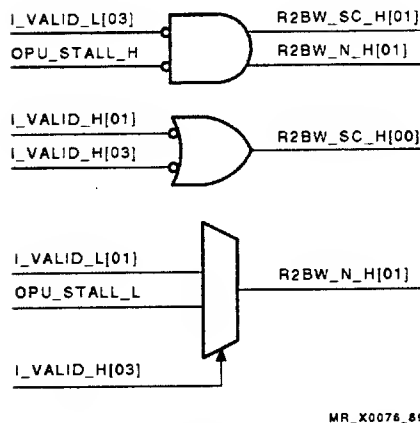 I_VALID_L[03]
R2BW_SC_H[01]
OPU_STALL_H
R2BW_N_H[01]
I_VALID_H[01]
I_VALID_H[03]
R2BW_SC_H[00]
I_VALID_L[01]
OPU_STALL_L
R2BW_N_H[01]
I_VALID_H[03]
MR_X0076_89